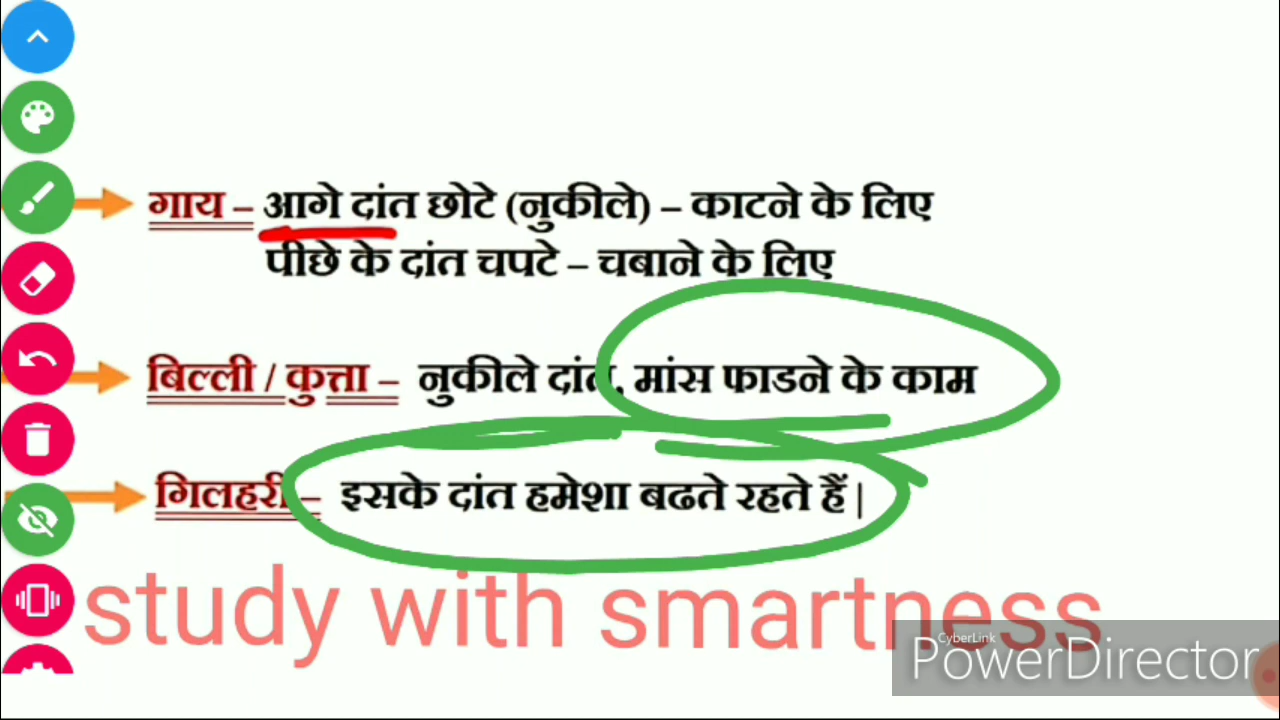 गाय – आगे दांत छोटे (नुकीले) – काटने के लिए
पीछे के दांत चपटे – चबाने के लिए
बिल्ली / कुत्ता – नुकीले दांत, मांस फाडने के काम
गिलहरी – इसके दांत हमेशा बढते रहते हैं |
study with smartness
CyberLink
PowerDirector